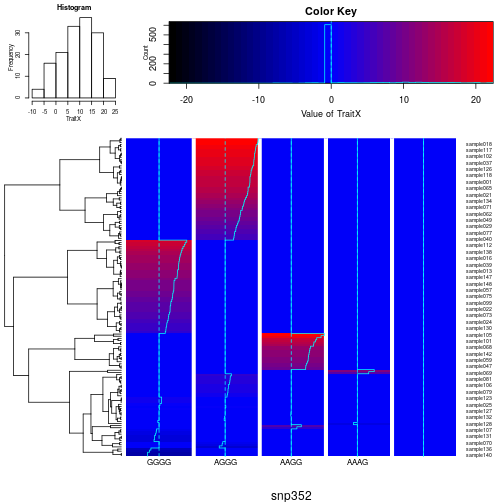 Histogram
Frequency
0 10 20 30
-10 -5 0 5 10 15 20 25
TraitX
Color Key
Count
0 200 500
-20 -10 0 10 20
Value of TraitX
sample018
sample117
sample102
sample037
sample126
sample118
sample001
sample065
sample021
sample134
sample071
sample062
sample049
sample029
sample077
sample040
sample112
sample138
sample016
sample039
sample013
sample147
sample148
sample057
sample075
sample099
sample022
sample073
sample024
sample130
sample105
sample101
sample068
sample142
sample059
sample047
sample069
sample081
sample106
sample079
sample123
sample025
sample127
sample132
sample128
sample107
sample131
sample070
sample136
sample140
GGGG AGGG AAGG AAAG
snp352